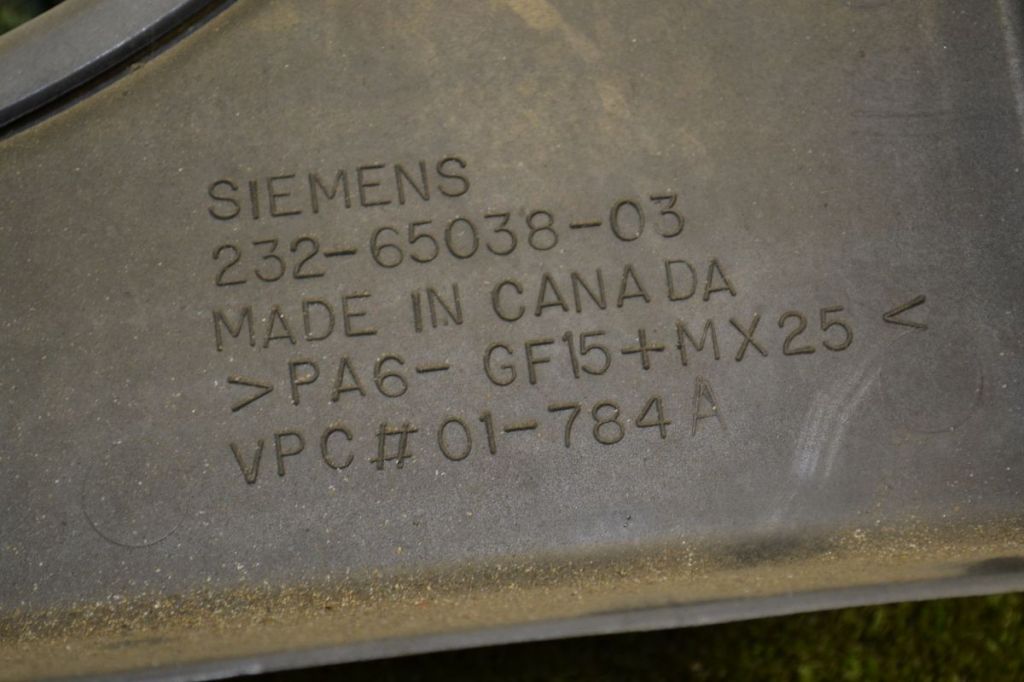 SIEMENS
232-65038-03
MADE IN CANADA
>PA6- GF15+MX25 <
VPC# 01-784A